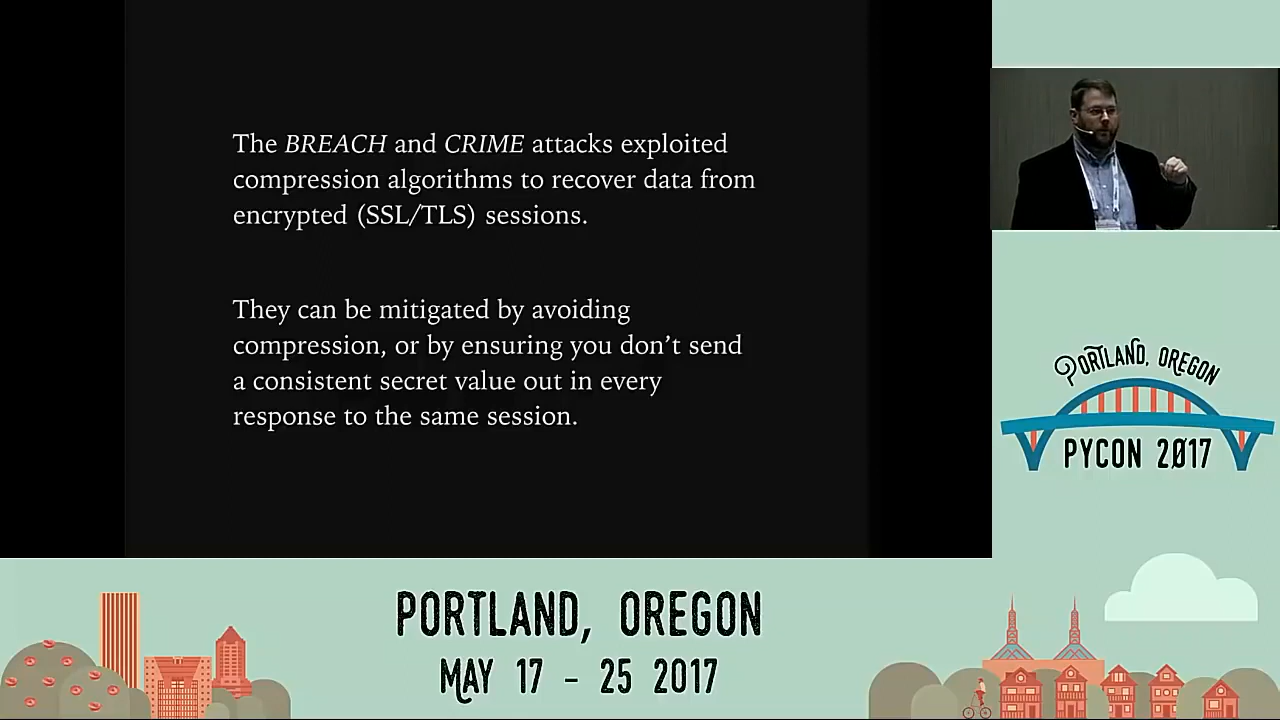 The BREACH and CRIME attacks exploited
compression algorithms to recover data from
encrypted (SSL/TLS) sessions.
They can be mitigated by avoiding
compression, or by ensuring you don’t send
a consistent secret value out in every
response to the same session.
PORTLAND, OREGON
PYCON 2017
PORTLAND, OREGON
MAY 17 - 25 2017